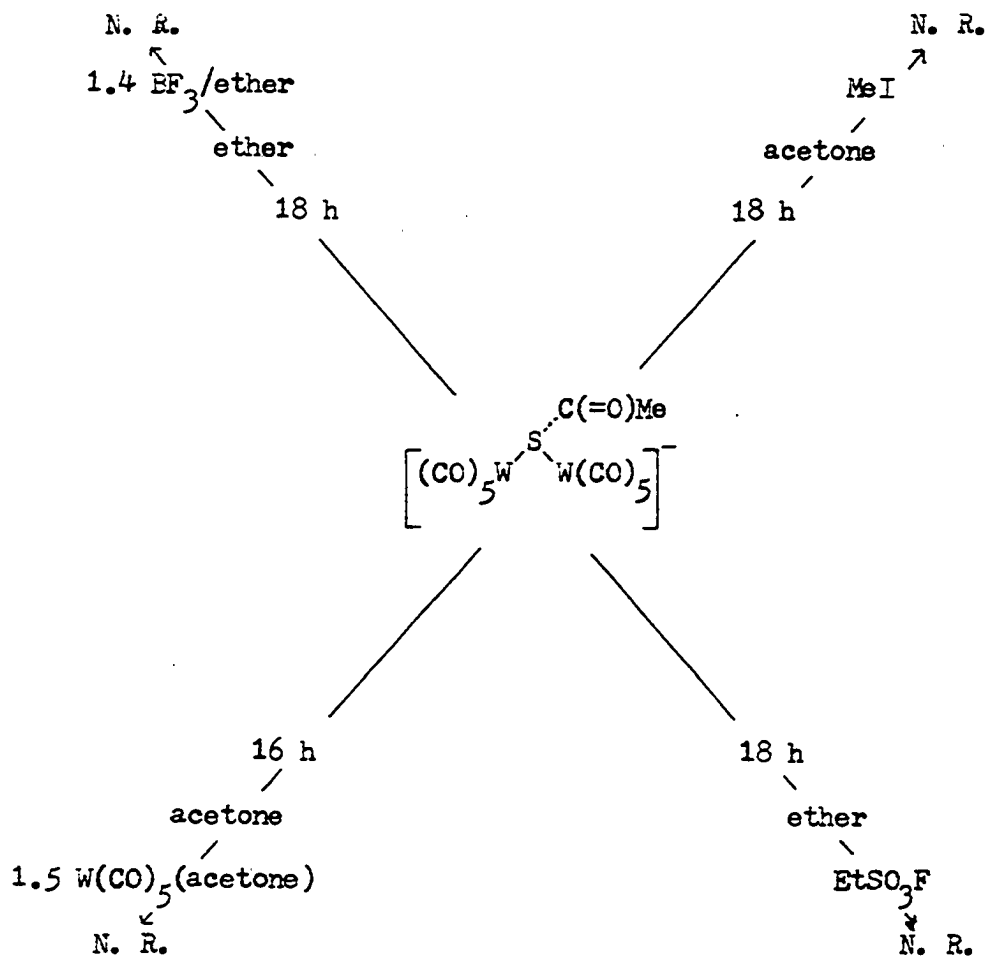 N. R.
N. R.
1.4 BF3/ether
MeI
ether
acetone
18 h
18 h
C(=O)Me
S
[(CO)5W W(CO)5]-
16 h
18 h
acetone
ether
1.5 W(CO)5(acetone)
EtSO3F
N. R.
N. R.